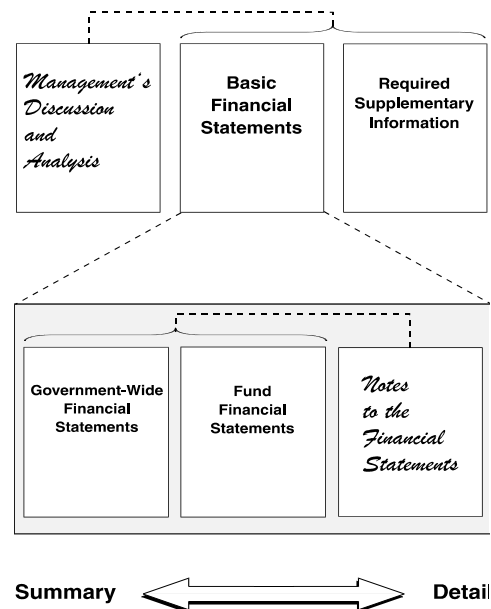 Management's
Discussion
and
Analysis
Basic
Financial
Statements
Required
Supplementary
Information
Government-Wide
Financial
Statements
Fund
Financial
Statements
Notes
to the
Financial
Statements
Summary
Detail